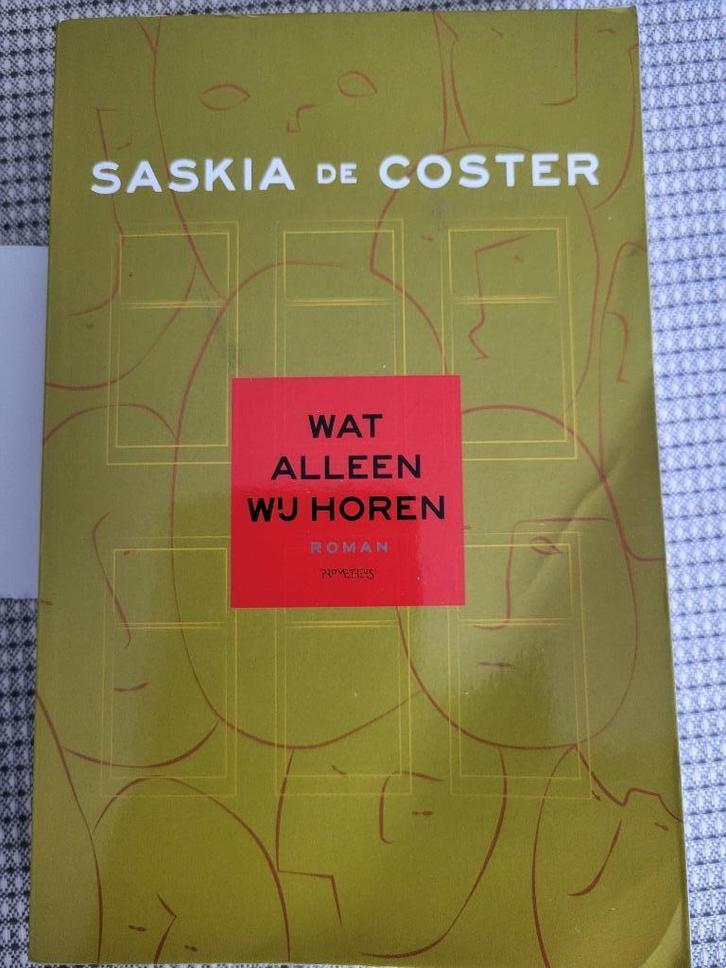 SASKIA DE COSTER
WAT
ALLEEN
WIJ HOREN
ROMAN
PROMETHEUS